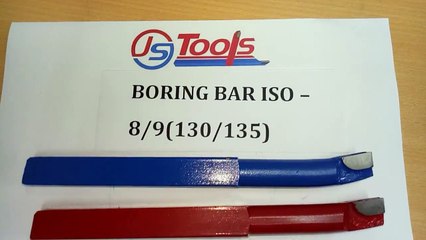 JS Tools
BORING BAR ISO –
8/9(130/135)